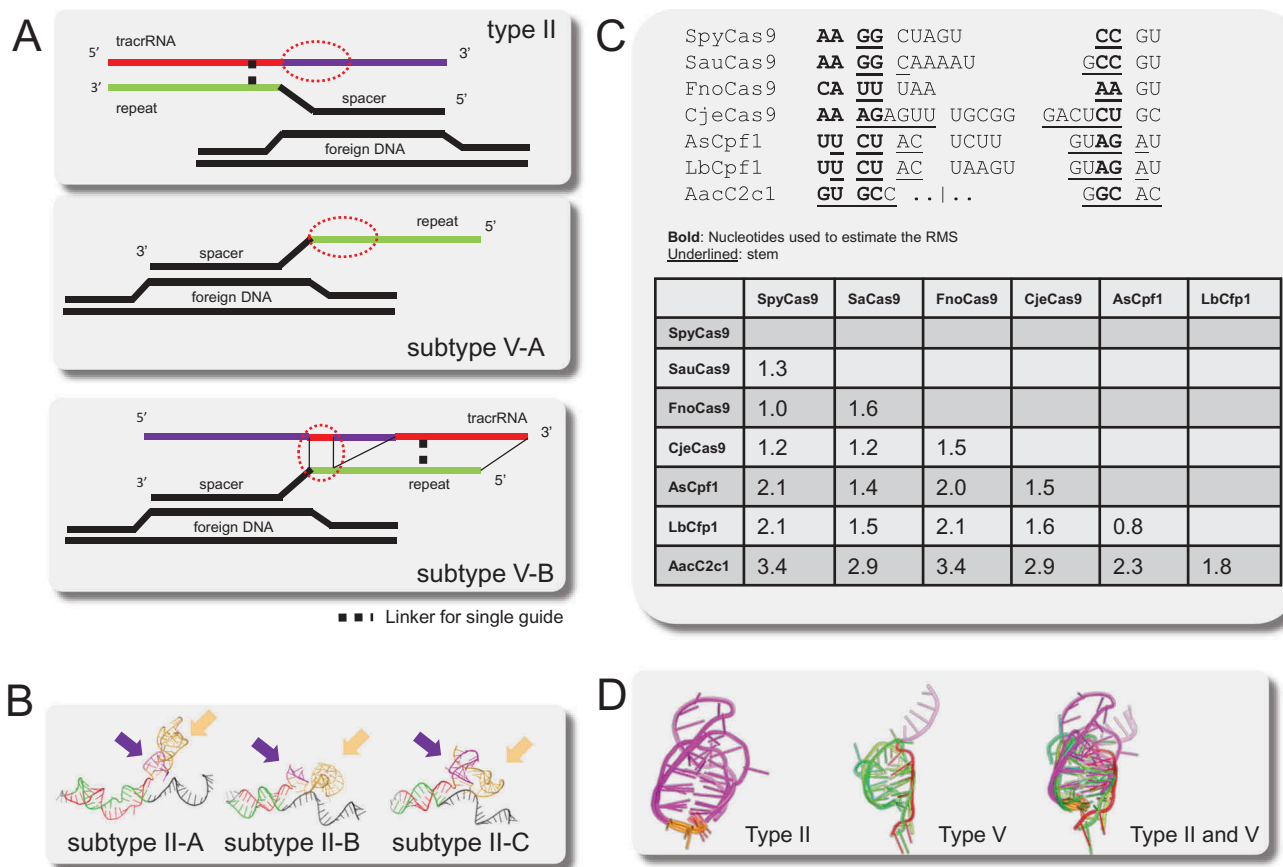 A
type II
tracrRNA
5′
3′
3′
repeat
spacer
5′
foreign DNA
repeat
5′
3′
spacer
foreign DNA
subtype V-A
5′
tracrRNA
3′
3′
spacer
repeat
5′
foreign DNA
subtype V-B
Linker for single guide
B
subtype II-A
subtype II-B
subtype II-C
C
SpyCas9 AA GG CUAGU CC GU
SauCas9 AA GG CAAAAU GCC GU
FnoCas9 CA UU UAA AA GU
CjeCas9 AA AGAGUU UGCGG GACUCU GC
AsCpf1 UU CU AC UCUU GUAG AU
LbCpf1 UU CU AC UAAGU GUAG AU
AacC2c1 GU GCC ..|.. GGC AC
Bold: Nucleotides used to estimate the RMS
Underlined: stem
SpyCas9 SaCas9 FnoCas9 CjeCas9 AsCpf1 LbCfp1
SpyCas9
SauCas9 1.3
FnoCas9 1.0 1.6
CjeCas9 1.2 1.2 1.5
AsCpf1 2.1 1.4 2.0 1.5
LbCfp1 2.1 1.5 2.1 1.6 0.8
AacC2c1 3.4 2.9 3.4 2.9 2.3 1.8
D
Type II
Type V
Type II and V